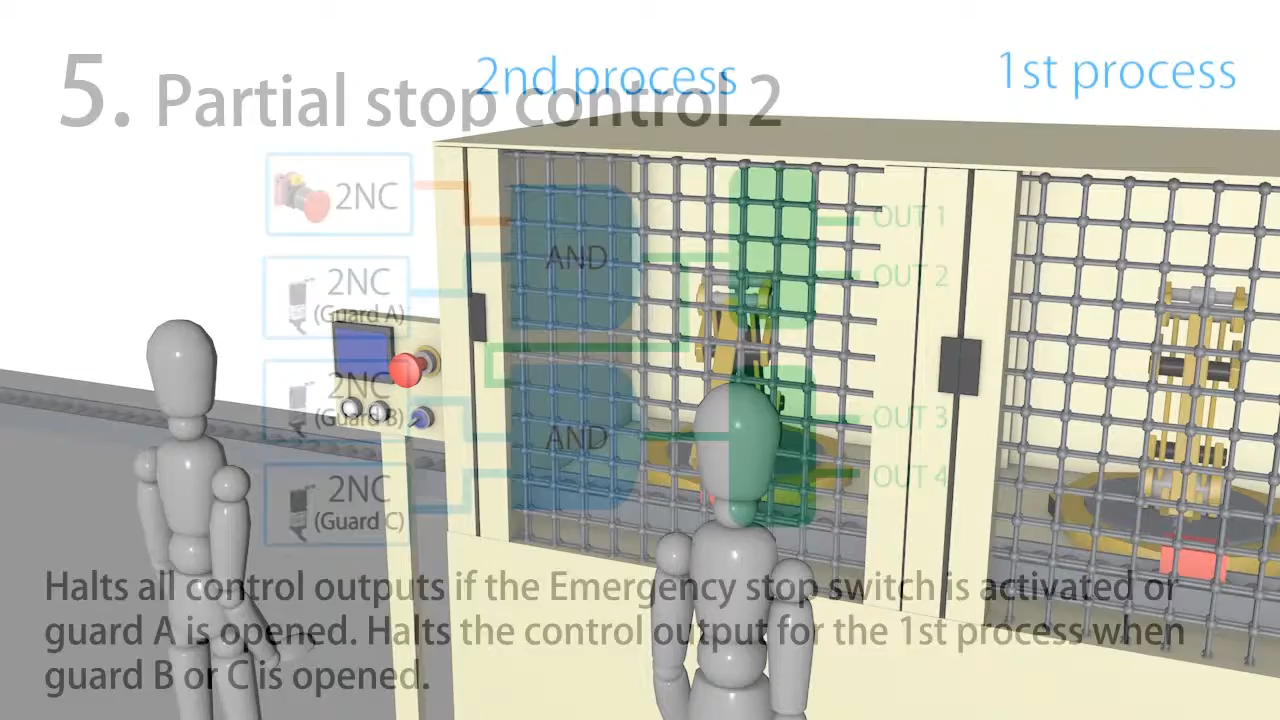 2nd process
1st process
5. Partial stop control 2
2NC
OUT 1
AND
2NC
(Guard A)
OUT 2
2NC
(Guard B)
OUT 3
AND
2NC
(Guard C)
OUT 4
Halts all control outputs if the Emergency stop switch is activated or
guard A is opened. Halts the control output for the 1st process when
guard B or C is opened.